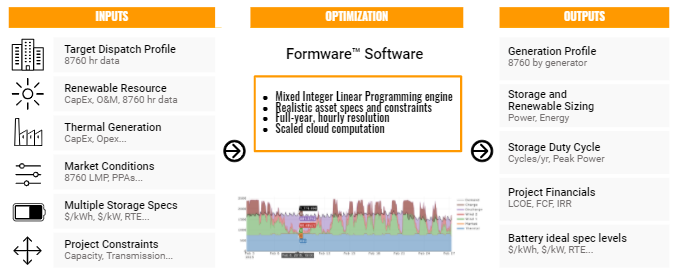 INPUTS
Target Dispatch Profile
8760 hr data
Renewable Resource
CapEx, O&M, 8760 hr data
Thermal Generation
CapEx, Opex...
Market Conditions
8760 LMP, PPAs...
Multiple Storage Specs
$/kWh, $/kW, RTE...
Project Constraints
Capacity, Transmission...
OPTIMIZATION
Formware™ Software
• Mixed Integer Linear Programming engine
• Realistic asset specs and constraints
• Full-year, hourly resolution
• Scaled cloud computation
OUTPUTS
Generation Profile
8760 by generator
Storage and
Renewable Sizing
Power, Energy
Storage Duty Cycle
Cycles/yr, Peak Power
Project Financials
LCOE, FCF, IRR
Battery ideal spec levels
$/kWh, $/kW, RTE...